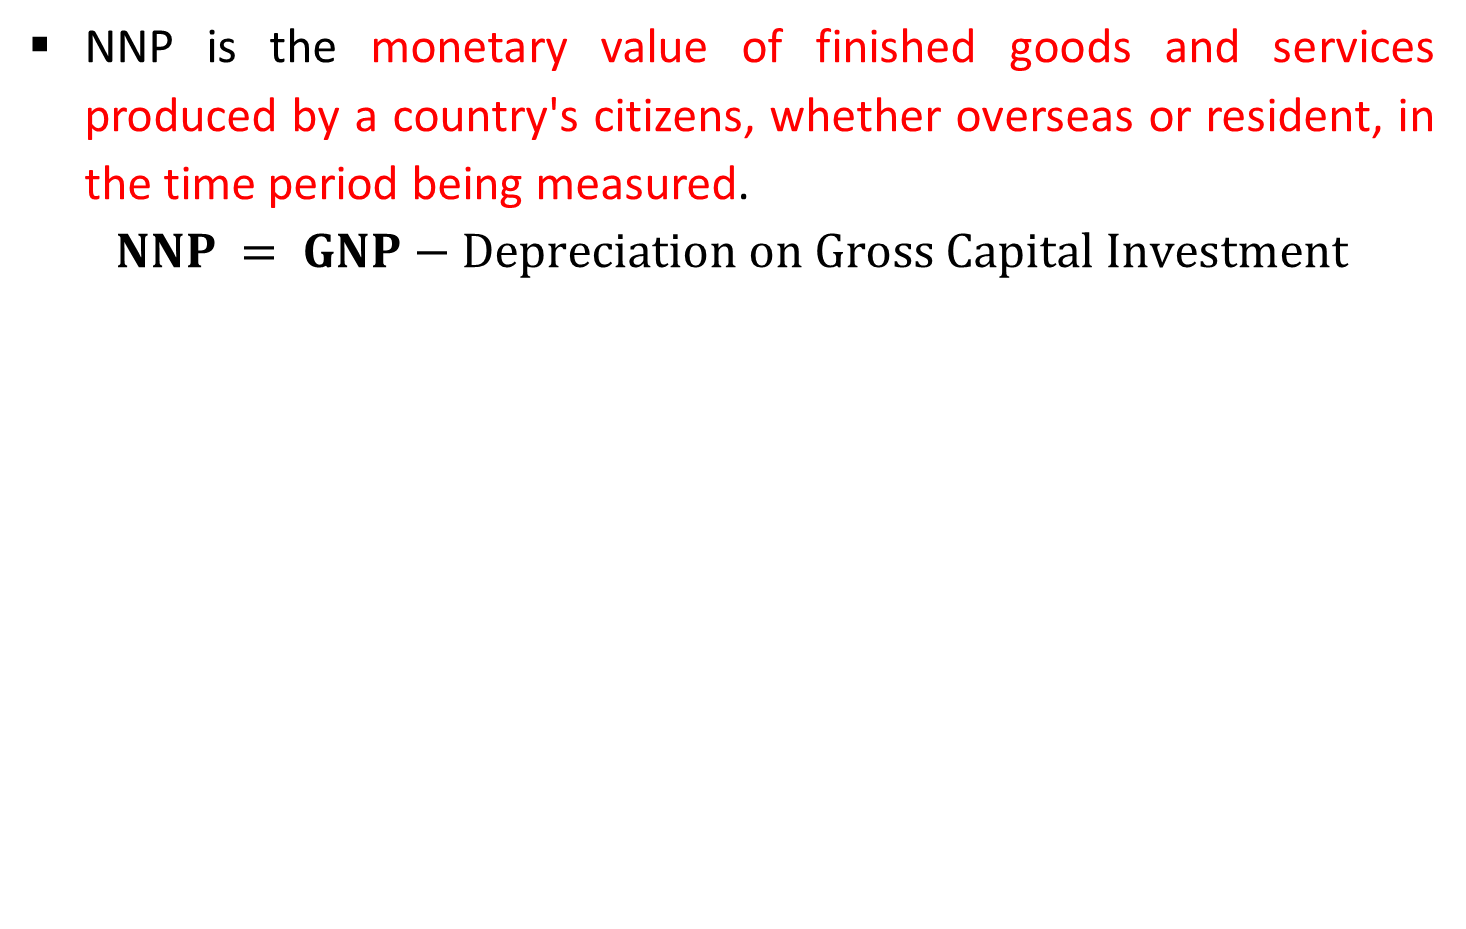 ▪ NNP is the monetary value of finished goods and services
produced by a country's citizens, whether overseas or resident, in
the time period being measured.
NNP = GNP − Depreciation on Gross Capital Investment